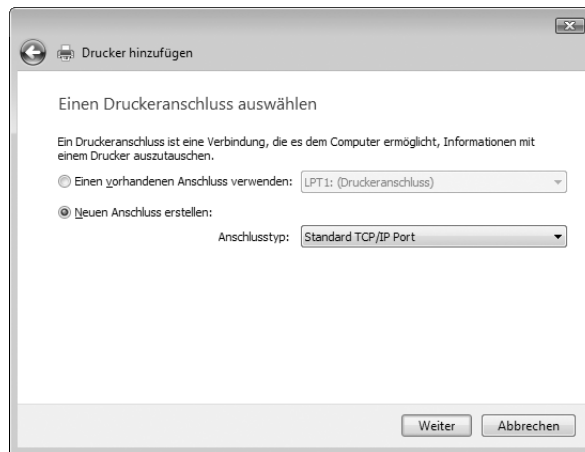 Drucker hinzufügen
Einen Druckeranschluss auswählen
Ein Druckeranschluss ist eine Verbindung, die es dem Computer ermöglicht, Informationen mit
einem Drucker auszutauschen.
Einen vorhandenen Anschluss verwenden: LPT1: (Druckeranschluss)
Neuen Anschluss erstellen:
Anschlusstyp: Standard TCP/IP Port
Weiter Abbrechen